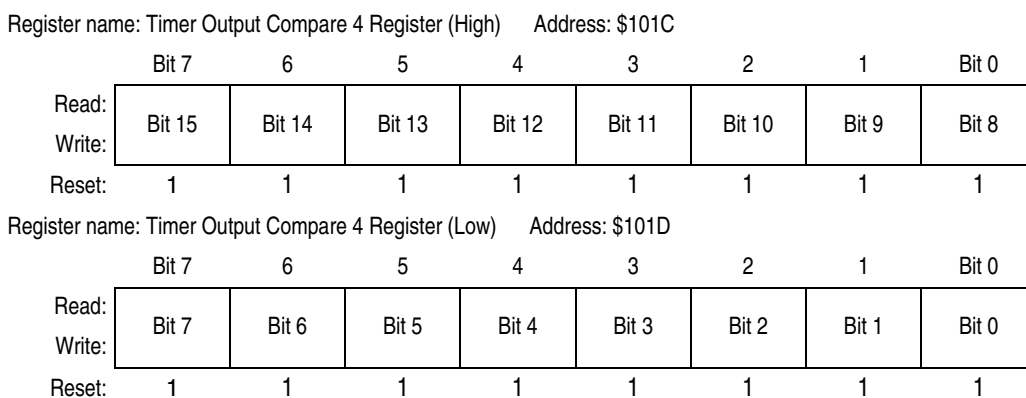 Register name: Timer Output Compare 4 Register (High) Address: $101C
Bit 7 6 5 4 3 2 1 Bit 0
Read:
Bit 15 Bit 14 Bit 13 Bit 12 Bit 11 Bit 10 Bit 9 Bit 8
Write:
Reset: 1 1 1 1 1 1 1 1
Register name: Timer Output Compare 4 Register (Low) Address: $101D
Bit 7 6 5 4 3 2 1 Bit 0
Read:
Bit 7 Bit 6 Bit 5 Bit 4 Bit 3 Bit 2 Bit 1 Bit 0
Write:
Reset: 1 1 1 1 1 1 1 1